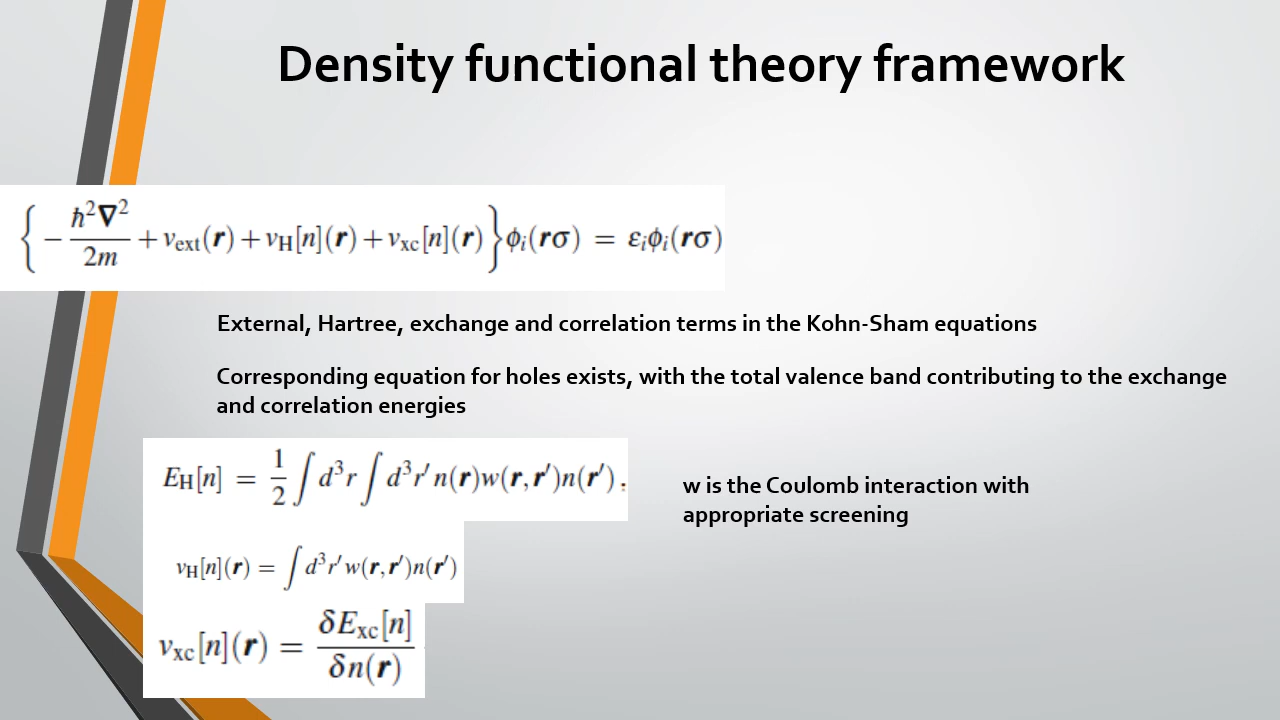 Density functional theory framework
{ − ℏ²∇²/2m + v_ext(r) + v_H[n](r) + v_xc[n](r) } ϕ_i(rσ) = ε_iϕ_i(rσ)
External, Hartree, exchange and correlation terms in the Kohn-Sham equations
Corresponding equation for holes exists, with the total valence band contributing to the exchange
and correlation energies
E_H[n] = 1/2 ∫ d³r ∫ d³r′ n(r)w(r,r′)n(r′).
w is the Coulomb interaction with
appropriate screening
v_H[n](r) = ∫ d³r′ w(r,r′)n(r′)
v_xc[n](r) = δE_xc[n]/δn(r)